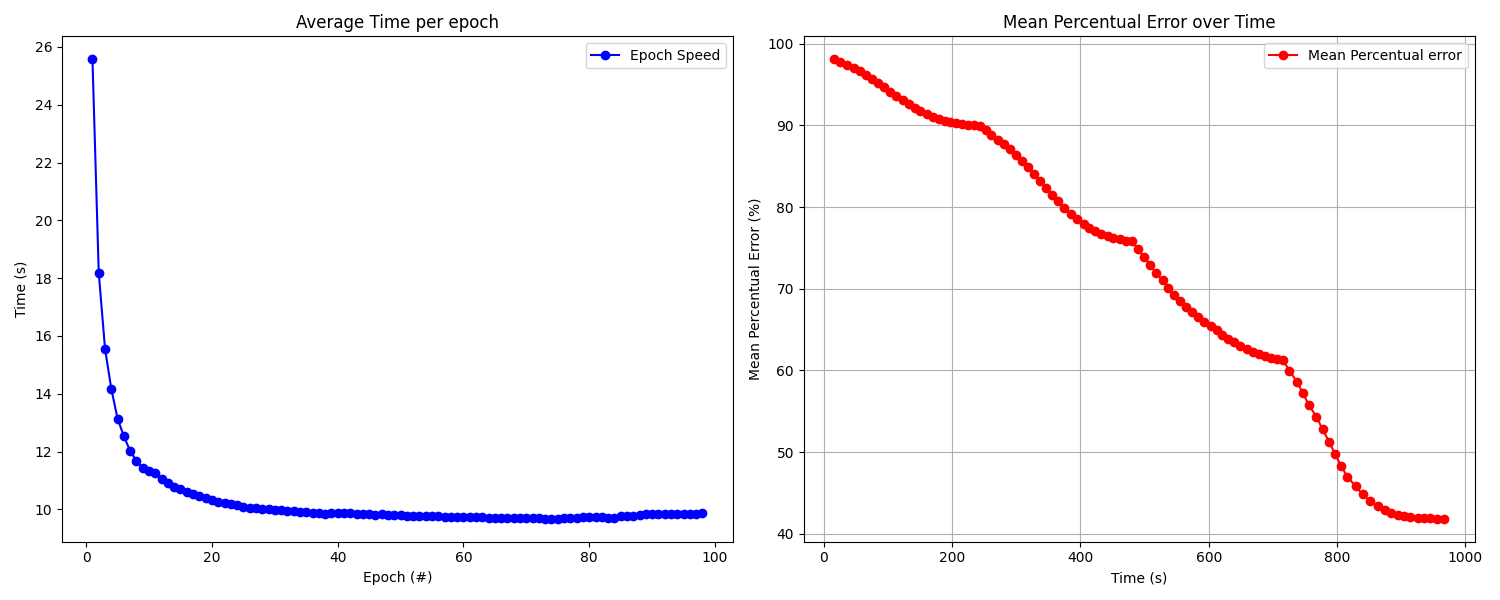 Average Time per epoch
26
24
22
20
18
16
14
12
10
Time (s)
Epoch Speed
0 20 40 60 80 100
Epoch (#)
Mean Percentual Error over Time
100
90
80
70
60
50
40
Mean Percentual Error (%)
Mean Percentual error
0 200 400 600 800 1000
Time (s)